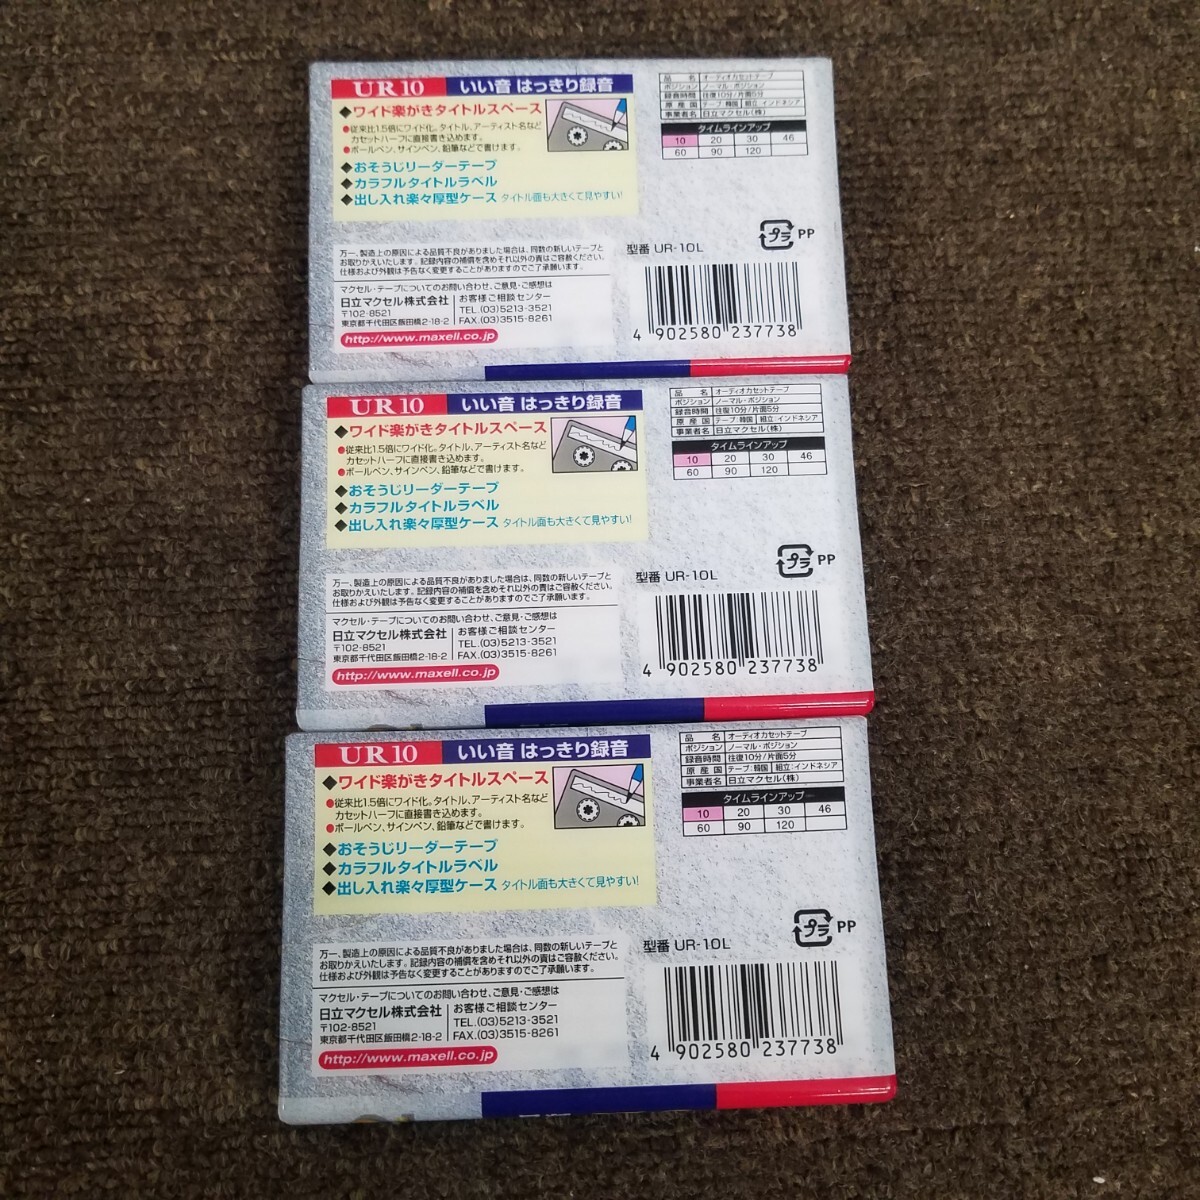 UR10 いい音 はっきり録音
◆ワイド楽がきタイトルスペース
●従来比1.5倍にワイド化。タイトル、アーティスト名など
カセットハーフに直接書き込めます。
●ボールペン、サインペン、鉛筆などで書けます。
◆おそうじリーダーテープ
◆カラフルタイトルラベル
◆出し入れ楽々厚型ケース タイトル面も大きくて見やすい!
品名 オーディオカセットテープ
ポジション ノーマル・ポジション
録音時間 往復10分/片面5分
原産国 テープ:韓国 組立:インドネシア
事業者名 日立マクセル(株)
タイムラインアップ
10 20 30 46
60 90 120
万一、製造上の原因による品質不良がありました場合は、同数の新しいテープと
お取りかえいたします。記録内容の補償を含めそれ以外の責はご容赦ください。
仕様および外観は予告なく変更することがありますのでご了承願います。
マクセル・テープについてのお問い合わせ、ご意見・ご感想は
日立マクセル株式会社 お客様ご相談センター
〒102-8521 TEL.(03)5213-3521
東京都千代田区飯田橋2-18-2 FAX.(03)3515-8261
http://www.maxell.co.jp
プラ PP
型番 UR-10L
4 902580 237738
UR10 いい音 はっきり録音
◆ワイド楽がきタイトルスペース
●従来比1.5倍にワイド化。タイトル、アーティスト名など
カセットハーフに直接書き込めます。
●ボールペン、サインペン、鉛筆などで書けます。
◆おそうじリーダーテープ
◆カラフルタイトルラベル
◆出し入れ楽々厚型ケース タイトル面も大きくて見やすい!
品名 オーディオカセットテープ
ポジション ノーマル・ポジション
録音時間 往復10分/片面5分
原産国 テープ:韓国 組立:インドネシア
事業者名 日立マクセル(株)
タイムラインアップ
10 20 30 46
60 90 120
万一、製造上の原因による品質不良がありました場合は、同数の新しいテープと
お取りかえいたします。記録内容の補償を含めそれ以外の責はご容赦ください。
仕様および外観は予告なく変更することがありますのでご了承願います。
マクセル・テープについてのお問い合わせ、ご意見・ご感想は
日立マクセル株式会社 お客様ご相談センター
〒102-8521 TEL.(03)5213-3521
東京都千代田区飯田橋2-18-2 FAX.(03)3515-8261
http://www.maxell.co.jp
プラ PP
型番 UR-10L
4 902580 237738
UR10 いい音 はっきり録音
◆ワイド楽がきタイトルスペース
●従来比1.5倍にワイド化。タイトル、アーティスト名など
カセットハーフに直接書き込めます。
●ボールペン、サインペン、鉛筆などで書けます。
◆おそうじリーダーテープ
◆カラフルタイトルラベル
◆出し入れ楽々厚型ケース タイトル面も大きくて見やすい!
品名 オーディオカセットテープ
ポジション ノーマル・ポジション
録音時間 往復10分/片面5分
原産国 テープ:韓国 組立:インドネシア
事業者名 日立マクセル(株)
タイムラインアップ
10 20 30 46
60 90 120
万一、製造上の原因による品質不良がありました場合は、同数の新しいテープと
お取りかえいたします。記録内容の補償を含めそれ以外の責はご容赦ください。
仕様および外観は予告なく変更することがありますのでご了承願います。
マクセル・テープについてのお問い合わせ、ご意見・ご感想は
日立マクセル株式会社 お客様ご相談センター
〒102-8521 TEL.(03)5213-3521
東京都千代田区飯田橋2-18-2 FAX.(03)3515-8261
http://www.maxell.co.jp
プラ PP
型番 UR-10L
4 902580 237738